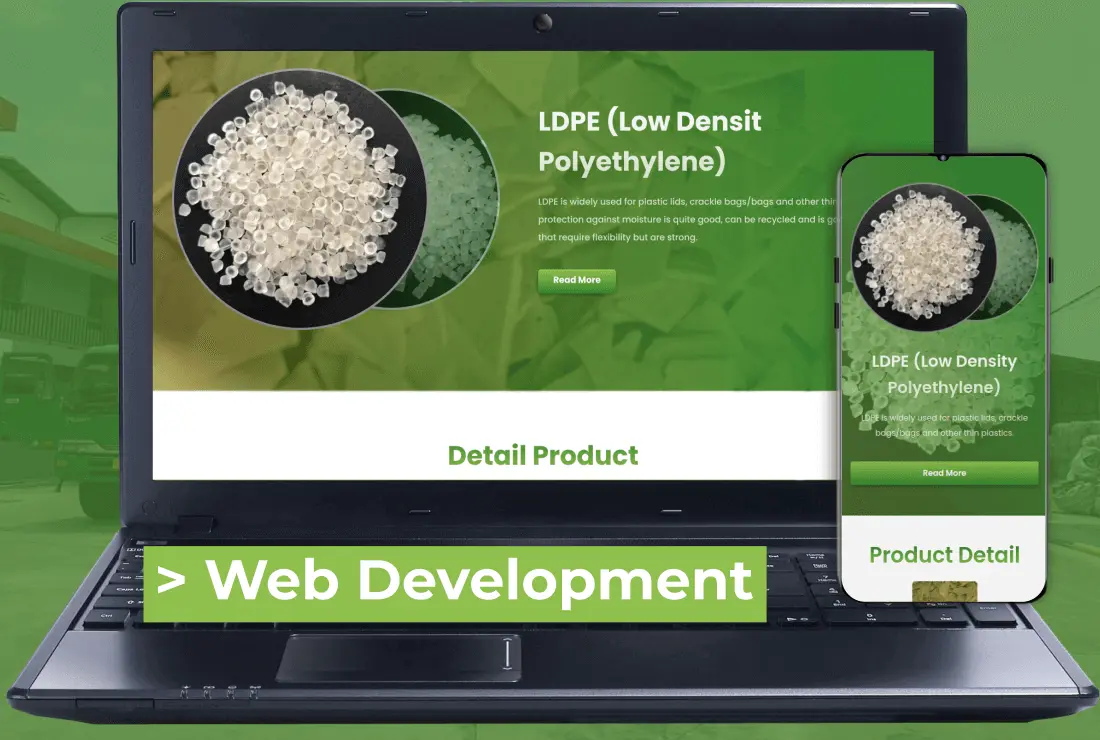 LDPE (Low Densit
Polyethylene)
LDPE is widely used for plastic lids, crackle bags/bags and other thin
protection against moisture is quite good, can be recycled and is
that require flexibility but are strong.
Read More
Detail Product
LDPE (Low Density
Polyethylene)
LDPE is widely used for plastic lids, crackle
bags/bags and other thin plastics.
Read More
Product Detail
> Web Development